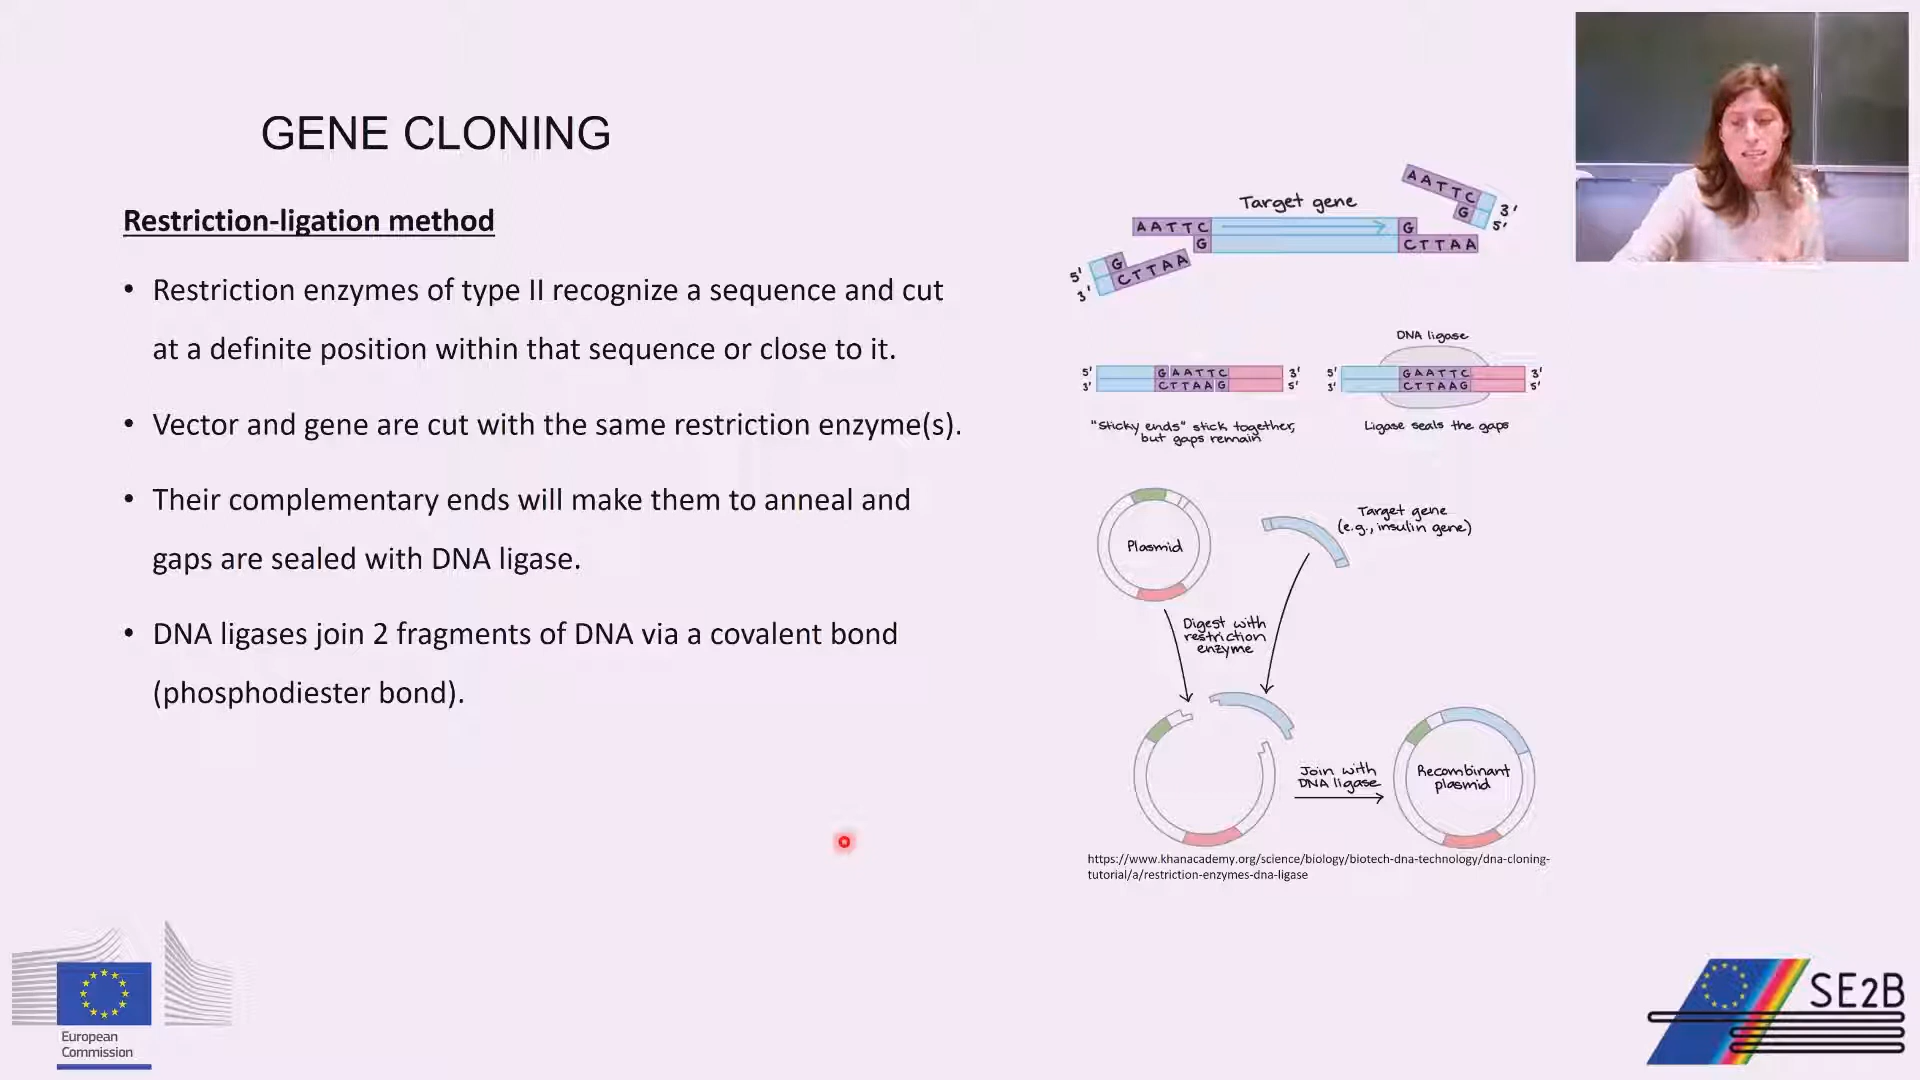 GENE CLONING
Restriction-ligation method
• Restriction enzymes of type II recognize a sequence and cut
at a definite position within that sequence or close to it.
• Vector and gene are cut with the same restriction enzyme(s).
• Their complementary ends will make them to anneal and
gaps are sealed with DNA ligase.
• DNA ligases join 2 fragments of DNA via a covalent bond
(phosphodiester bond).
Target gene
AATTC
G
3'
5'
AATTC
G
G
CTTAA
5'
3'
G
CTTAA
DNA ligase
5' GAATTC 3'
3' CTTAAG 5'
5' GAATTC 3'
3' CTTAAG 5'
"Sticky ends" stick together,
but gaps remain
Ligase seals the gaps
Plasmid
Target gene
(e.g., insulin gene)
Digest with
restriction
enzyme
Join with
DNA ligase
Recombinant
plasmid
https://www.khanacademy.org/science/biology/biotech-dna-technology/dna-cloning-
tutorial/a/restriction-enzymes-dna-ligase
European
Commission
SE2B